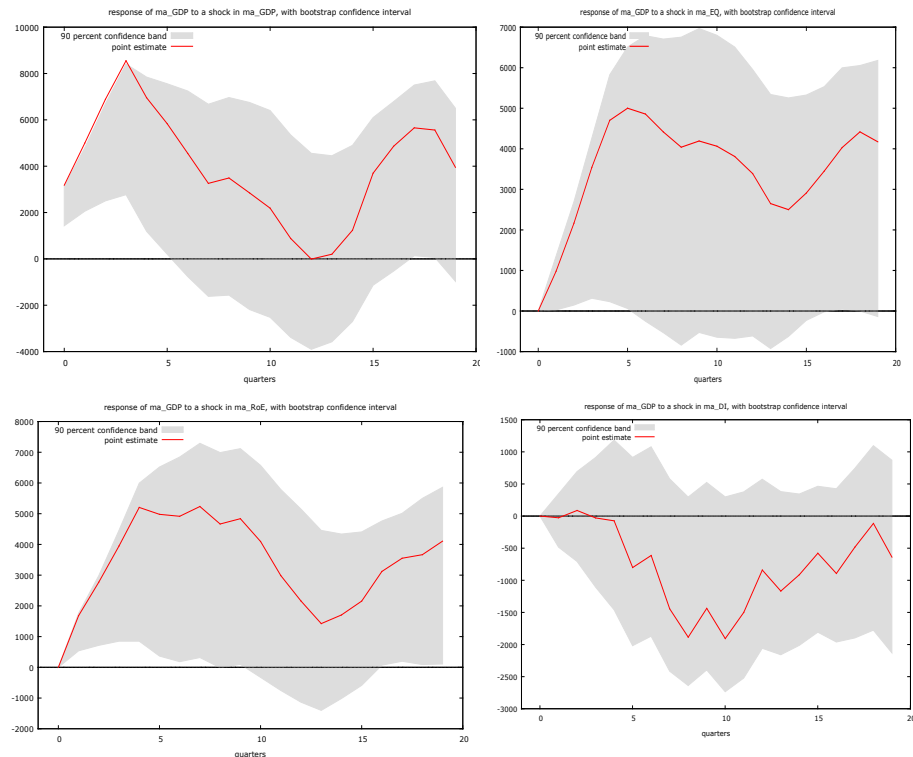 response of ma_GDP to a shock in ma_GDP, with bootstrap confidence interval
90 percent confidence band
point estimate
10000
8000
6000
4000
2000
0
-2000
-4000
0 5 10 15 20
quarters
response of ma_GDP to a shock in ma_EQ, with bootstrap confidence interval
90 percent confidence band
point estimate
7000
6000
5000
4000
3000
2000
1000
0
-1000
0 5 10 15 20
quarters
response of ma_GDP to a shock in ma_RoE, with bootstrap confidence interval
90 percent confidence band
point estimate
8000
7000
6000
5000
4000
3000
2000
1000
0
-1000
-2000
0 5 10 15 20
quarters
response of ma_GDP to a shock in ma_DI, with bootstrap confidence interval
90 percent confidence band
point estimate
1500
1000
500
0
-500
-1000
-1500
-2000
-2500
-3000
0 5 10 15 20
quarters